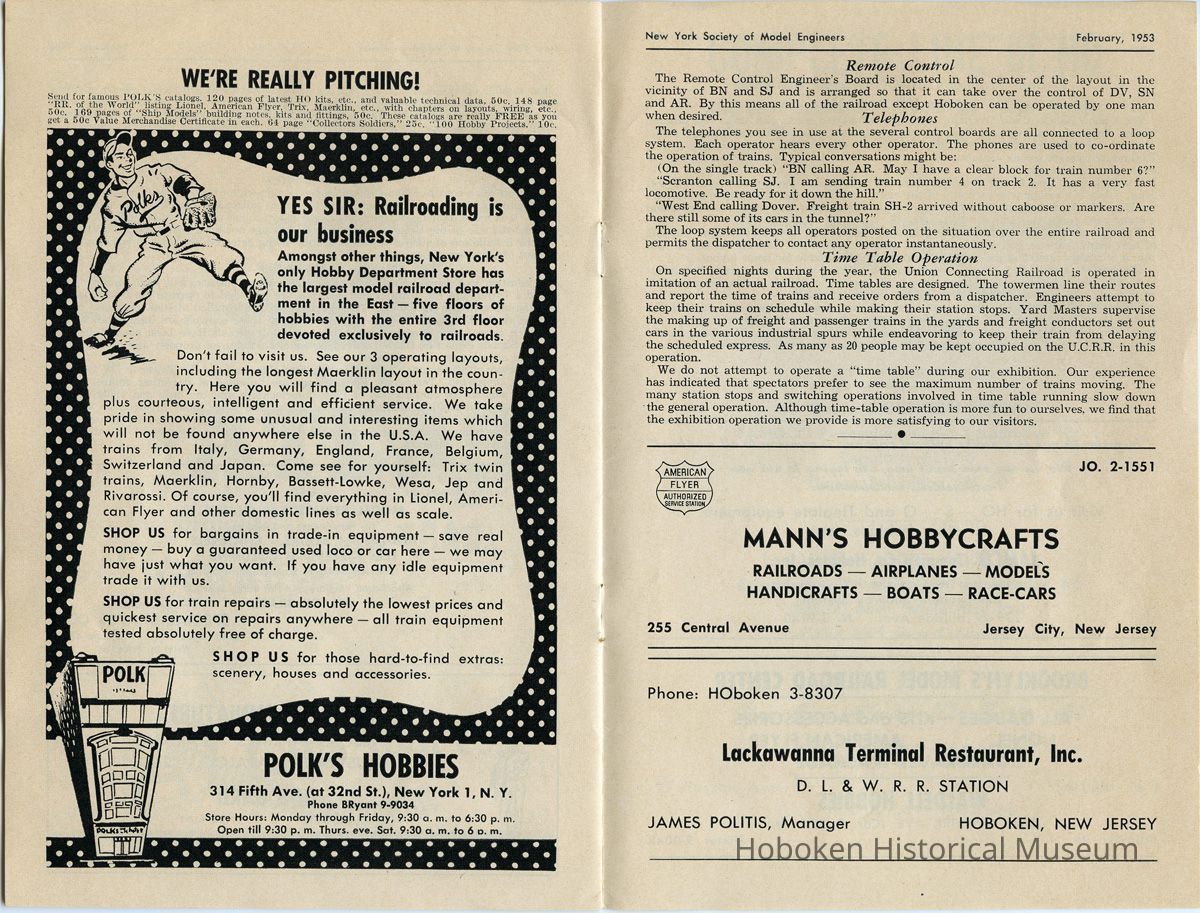 WE'RE REALLY PITCHING!
Send for famous POLK'S catalogs. 120 pages of latest HO kits, etc., and valuable technical data, 50c. 148 page
"RR. of the World" listing Lionel, American Flyer, Trix, Maerklin, etc., with chapters on layouts, wiring, etc.,
50c. 169 pages of "Ship Models" building notes, kits and fittings, 50c. These catalogs are really FREE as you
get a 50c Value Merchandise Certificate in each. 64 page "Collectors Soldiers," 25c. "100 Hobby Projects." 10c.
Polks
YES SIR: Railroading is
our business
Amongst other things, New York's
only Hobby Department Store has
the largest model railroad depart-
ment in the East — five floors of
hobbies with the entire 3rd floor
devoted exclusively to railroads.
Don't fail to visit us. See our 3 operating layouts,
including the longest Maerklin layout in the coun-
try. Here you will find a pleasant atmosphere
plus courteous, intelligent and efficient service. We take
pride in showing some unusual and interesting items which
will not be found anywhere else in the U.S.A. We have
trains from Italy, Germany, England, France, Belgium,
Switzerland and Japan. Come see for yourself: Trix twin
trains, Maerklin, Hornby, Bassett-Lowke, Wesa, Jep and
Rivarossi. Of course, you'll find everything in Lionel, Ameri-
can Flyer and other domestic lines as well as scale.
SHOP US for bargains in trade-in equipment — save real
money — buy a guaranteed used loco or car here — we may
have just what you want. If you have any idle equipment
trade it with us.
SHOP US for train repairs — absolutely the lowest prices and
quickest service on repairs anywhere — all train equipment
tested absolutely free of charge.
SHOP US for those hard-to-find extras:
scenery, houses and accessories.
POLK
POLK'S HOBBIES
314 Fifth Ave. (at 32nd St.), New York 1, N. Y.
Phone BRyant 9-9034
Store Hours: Monday through Friday, 9:30 a. m. to 6:30 p. m.
Open till 9:30 p. m. Thurs. eve. Sat. 9:30 a. m. to 6 p. m.
New York Society of Model Engineers February, 1953
Remote Control
The Remote Control Engineer's Board is located in the center of the layout in the
vicinity of BN and SJ and is arranged so that it can take over the control of DV, SN
and AR. By this means all of the railroad except Hoboken can be operated by one man
when desired.
Telephones
The telephones you see in use at the several control boards are all connected to a loop
system. Each operator hears every other operator. The phones are used to co-ordinate
the operation of trains. Typical conversations might be:
(On the single track) "BN calling AR. May I have a clear block for train number 6?"
"Scranton calling SJ. I am sending train number 4 on track 2. It has a very fast
locomotive. Be ready for it down the hill."
"West End calling Dover. Freight train SH-2 arrived without caboose or markers. Are
there still some of its cars in the tunnel?"
The loop system keeps all operators posted on the situation over the entire railroad and
permits the dispatcher to contact any operator instantaneously.
Time Table Operation
On specified nights during the year, the Union Connecting Railroad is operated in
imitation of an actual railroad. Time tables are designed. The towermen line their routes
and report the time of trains and receive orders from a dispatcher. Engineers attempt to
keep their trains on schedule while making their station stops. Yard Masters supervise
the making up of freight and passenger trains in the yards and freight conductors set out
cars in the various industrial spurs while endeavoring to keep their train from delaying
the scheduled express. As many as 20 people may be kept occupied on the U.C.R.R. in this
operation.
We do not attempt to operate a "time table" during our exhibition. Our experience
has indicated that spectators prefer to see the maximum number of trains moving. The
many station stops and switching operations involved in time table running slow down
the general operation. Although time-table operation is more fun to ourselves, we find that
the exhibition operation we provide is more satisfying to our visitors.
AMERICAN
FLYER
AUTHORIZED
SERVICE STATION
JO. 2-1551
MANN'S HOBBYCRAFTS
RAILROADS — AIRPLANES — MODELS
HANDICRAFTS — BOATS — RACE-CARS
255 Central Avenue Jersey City, New Jersey
Phone: HOboken 3-8307
Lackawanna Terminal Restaurant, Inc.
D. L. & W. R. R. STATION
JAMES POLITIS, Manager HOBOKEN, NEW JERSEY
Hoboken Historical Museum